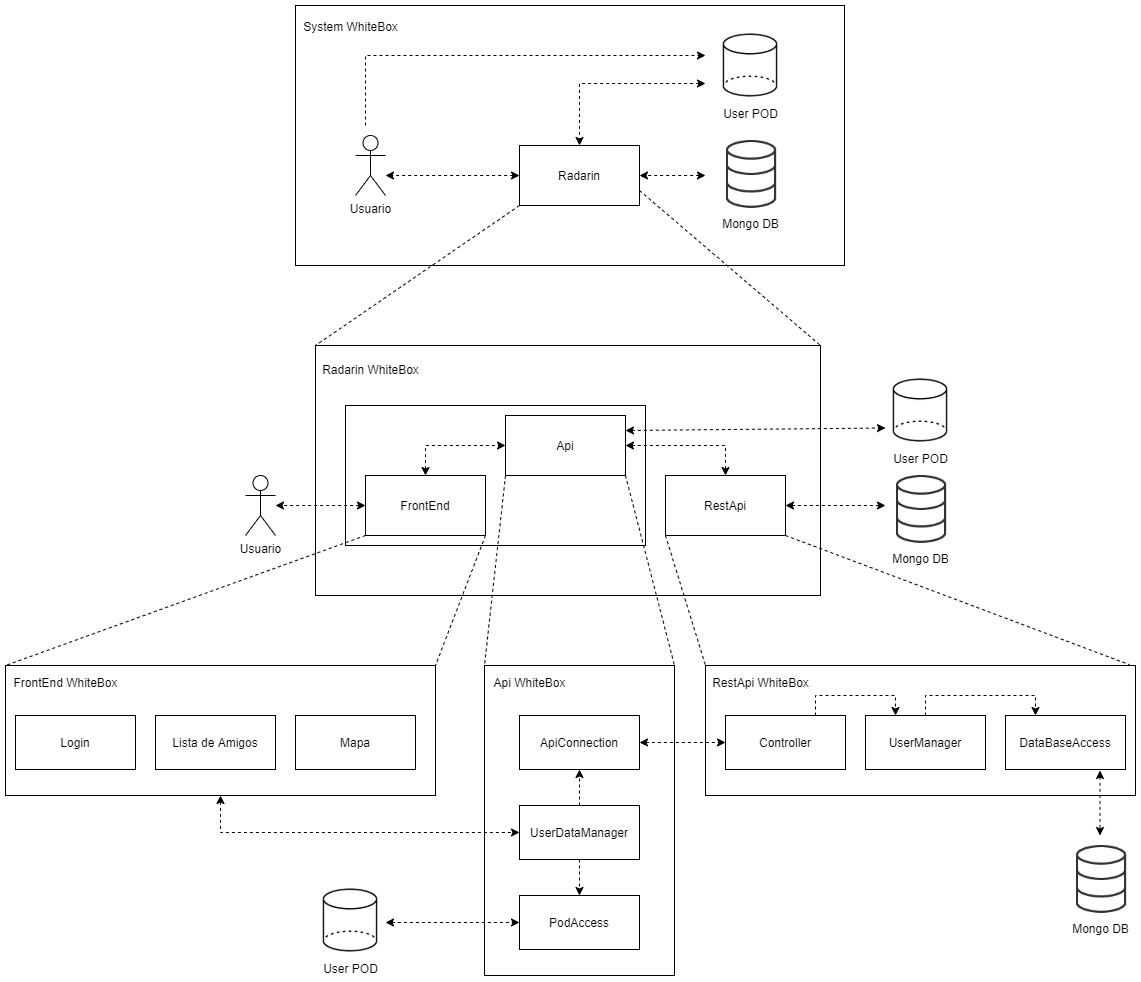 System WhiteBox
User POD
Radarin
Usuario
Mongo DB
Radarin WhiteBox
Api
User POD
FrontEnd
RestApi
Usuario
Mongo DB
FrontEnd WhiteBox
Api WhiteBox
RestApi WhiteBox
Login
Lista de Amigos
Mapa
ApiConnection
Controller
UserManager
DataBaseAccess
UserDataManager
PodAccess
Mongo DB
User POD